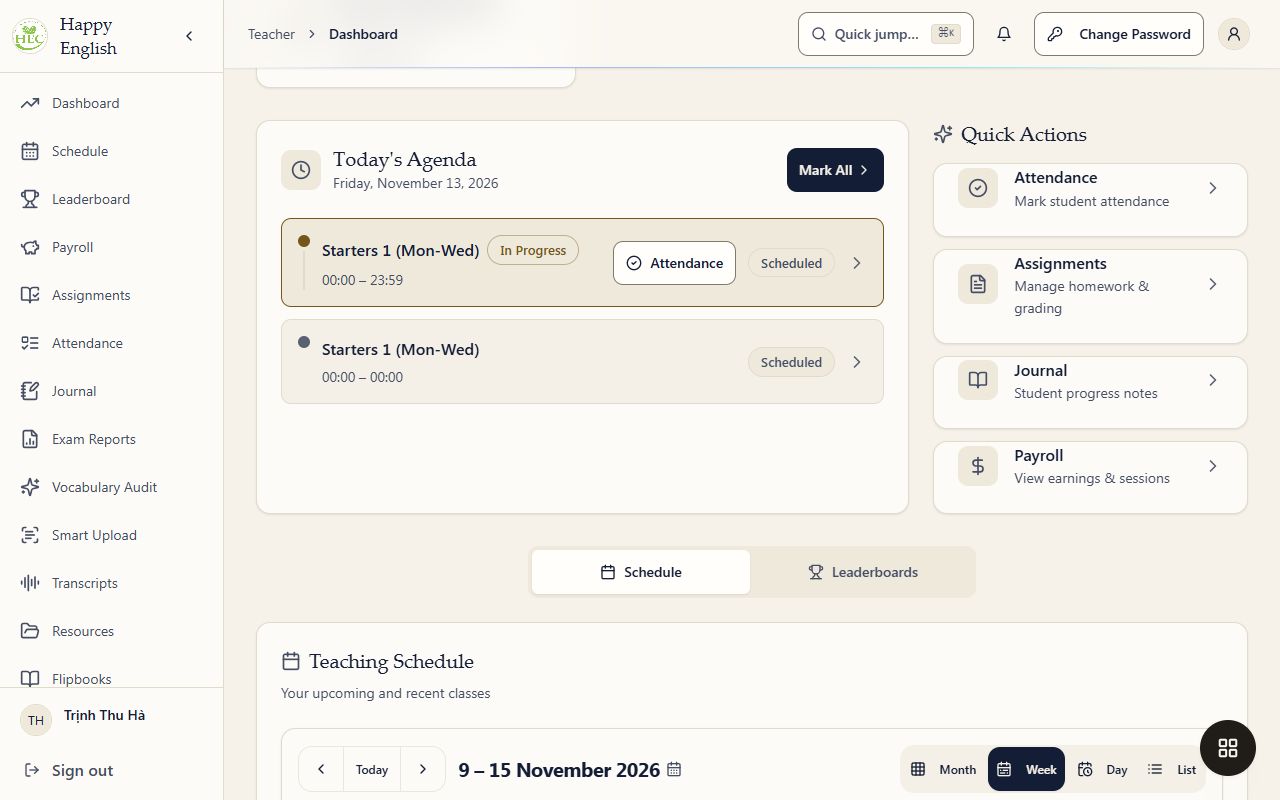 HEC
Happy
English
Dashboard
Schedule
Leaderboard
Payroll
Assignments
Attendance
Journal
Exam Reports
Vocabulary Audit
Smart Upload
Transcripts
Resources
Flipbooks
TH
Trịnh Thu Hà
Sign out
Teacher
Dashboard
Quick jump...
⌘K
Change Password
Today's Agenda
Friday, November 13, 2026
Mark All
Starters 1 (Mon-Wed)
In Progress
00:00 – 23:59
Attendance
Scheduled
Starters 1 (Mon-Wed)
00:00 – 00:00
Scheduled
Quick Actions
Attendance
Mark student attendance
Assignments
Manage homework &
grading
Journal
Student progress notes
Payroll
View earnings & sessions
Schedule
Leaderboards
Teaching Schedule
Your upcoming and recent classes
Today
9 – 15 November 2026
Month
Week
Day
List